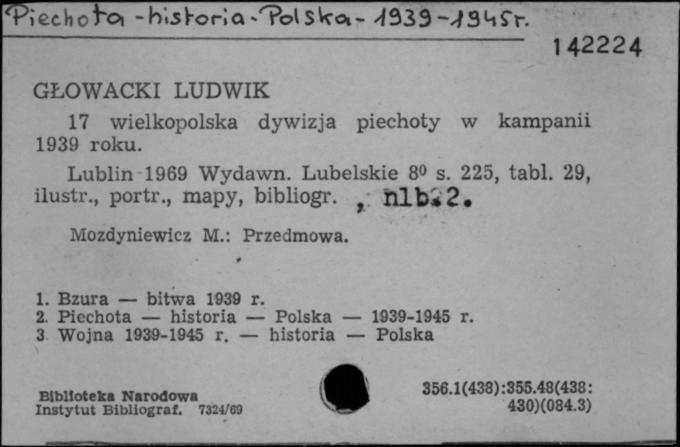 Piechota - historia - Polska - 1939-1945r.
142224
GŁOWACKI LUDWIK
17 wielkopolska dywizja piechoty w kampanii
1939 roku.
Lublin 1969 Wydawn. Lubelskie 8⁰ s. 225, tabl. 29,
ilustr., portr., mapy, bibliogr. , nlb.2.
Mozdyniewicz M.: Przedmowa.
1. Bzura — bitwa 1939 r.
2. Piechota — historia — Polska — 1939-1945 r.
3. Wojna 1939-1945 r. — historia — Polska
Biblioteka Narodowa
Instytut Bibliograf. 7324/69
356.1(438):355.48(438:
430)(084.3)